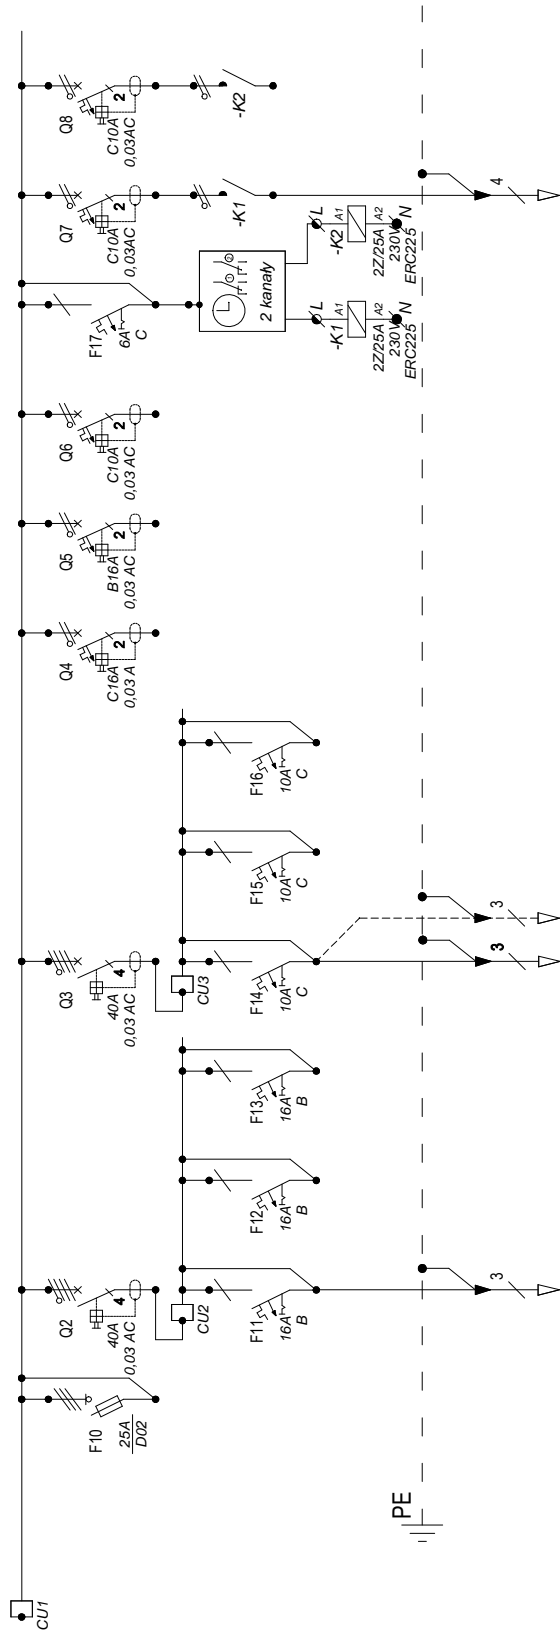 CU1
F10
25A
D02
Q2
40A
4
0,03 AC
CU2
F11
16A
B
F12
16A
B
F13
16A
B
Q3
40A
4
0,03 AC
CU3
F14
10A
C
F15
10A
C
F16
10A
C
Q4
C16A
2
0,03 A
Q5
B16A
2
0,03 AC
Q6
C10A
2
0,03 AC
F17
6A
C
1
2
2 kanały
L
-K1
A1
A2
2Z/25A
230V
ERC225
N
L
-K2
A1
A2
2Z/25A
230V
ERC225
N
Q7
C10A
2
0,03AC
-K1
Q8
C10A
2
0,03AC
-K2
PE
3
3
3
4